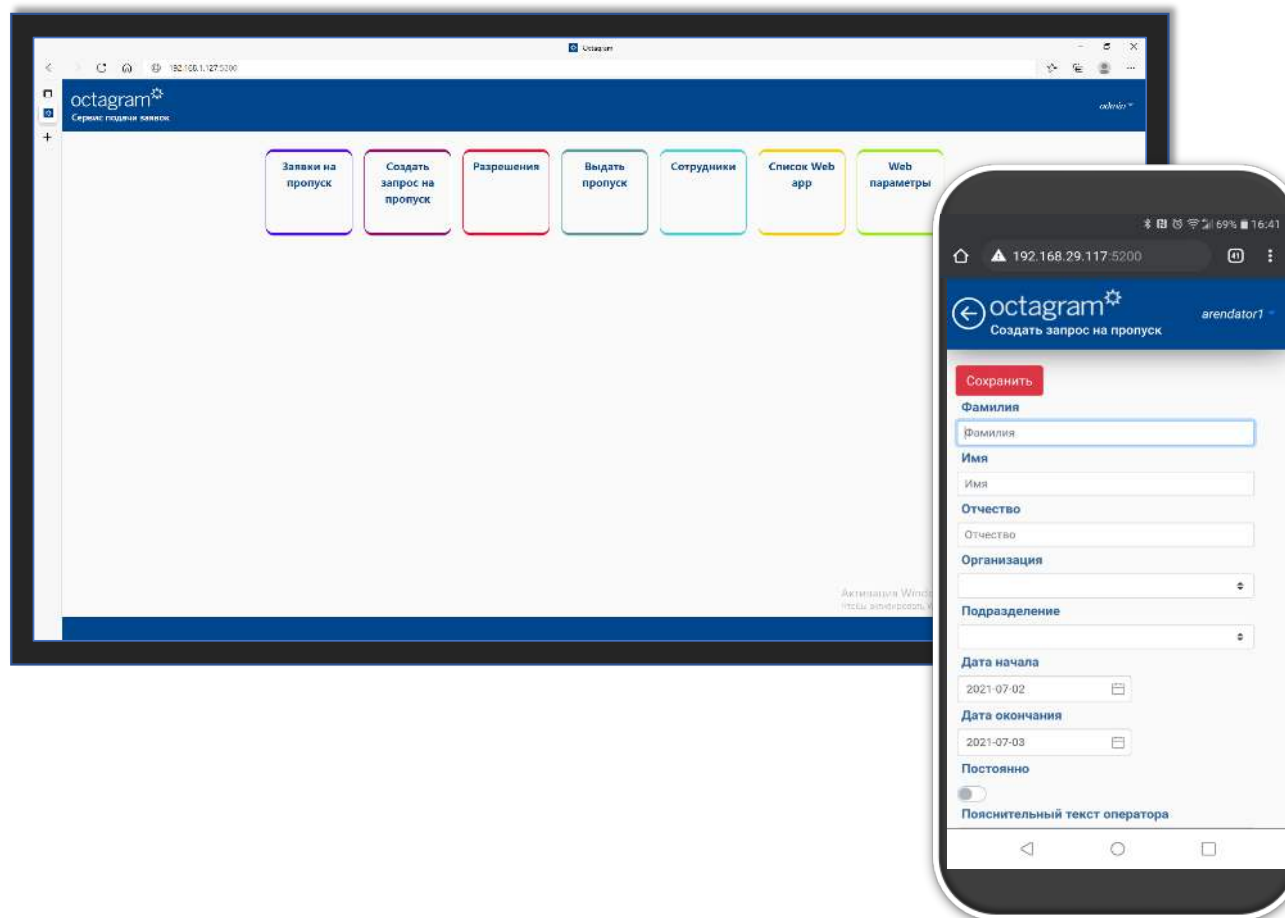 Octagram
192.168.1.127:5200
octagram
Сервис подачи заявок
admin
Заявки на
пропуск
Создать
запрос на
пропуск
Разрешения
Выдать
пропуск
Сотрудники
Список Web
app
Web
параметры
Активация Windo
69% 16:41
192.168.29.117:5200
41
octagram
Создать запрос на пропуск
arendator1
Сохранить
Фамилия
Фамилия
Имя
Имя
Отчество
Отчество
Организация
Подразделение
Дата начала
2021-07-02
Дата окончания
2021-07-03
Постоянно
Пояснительный текст оператора